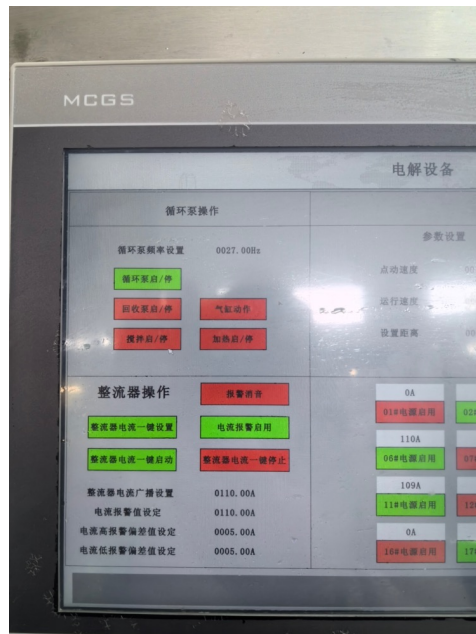 MCGS
电解设备
循环泵操作
循环泵频率设置 0027.00Hz
循环泵启/停
回收泵启/停 气缸动作
搅拌启/停 加热启/停
参数设置
点动速度
运行速度
设置距离
整流器操作 报警消音
整流器电流一键设置 电流报警启用
整流器电流一键启动 整流器电流一键停止
整流器电流广播设置 0110.00A
电流报警值设定 0110.00A
电流高报警偏差值设定 0005.00A
电流低报警偏差值设定 0005.00A
0A
01#电源启用 02#
110A
06#电源启用 07#
109A
11#电源启用 12#
0A
16#电源启用 17#